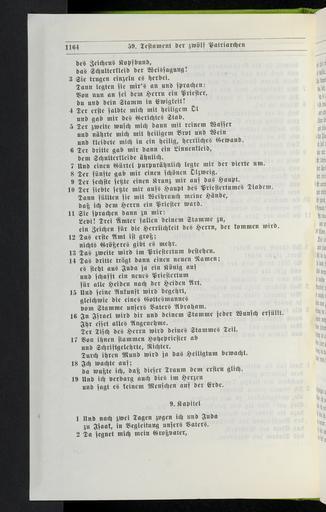 1164 59. Testament der zwölf Patriarchen
des Zeichens Kopfbund,
das Schulterkleid der Weissagung!
3 Sie trugen einzeln es herbei.
Dann legten sie mir's an und sprachen:
Von nun an sei dem Herrn ein Priester,
du und dein Stamm in Ewigkeit!
4 Der erste salbte mich mit heiligem Öl
und gab mir des Gerichtes Stab.
5 Der zweite wusch mich dann mit reinem Wasser
und nährte mich mit heiligem Brot und Wein
und kleidete mich in ein heilig, herrliches Gewand.
6 Der dritte gab mir dann ein Linnenkleid,
dem Schulterkleide ähnlich.
7 Und einen Gürtel purpurähnlich legte mir der vierte um.
8 Der fünfte gab mir einen schönen Ölzweig.
9 Der sechste setzte einen Kranz mir auf das Haupt.
10 Der siebte setzte mir aufs Haupt des Priestertumes Diadem.
Dann füllten sie mit Weihrauch meine Hände,
daß ich dem Herrn ein Priester ward.
11 Sie sprachen dann zu mir:
Levi! Drei Ämter fallen deinem Stamme zu,
ein Zeichen für die Herrlichkeit des Herrn, der kommen wird.
12 Das erste Amt ist groß;
nichts Größeres gibt es mehr.
13 Das zweite wird im Priestertum bestehen.
14 Das dritte trägt dann einen neuen Namen;
es steht aus Juda ja ein König auf
und schafft ein neues Priestertum
für alle Heiden nach der Heiden Art.
15 Und seine Ankunft wird begehrt,
gleichwie die eines Gottesmannes
vom Stamme unsers Vaters Abraham.
16 In Israel wird dir und deinem Stamme jeder Wunsch erfüllt.
Ihr esset alles Angenehme.
Der Tisch des Herrn wird deines Stammes Teil.
17 Von ihnen stammen Hohepriester ab
und Schriftgelehrte, Richter.
Durch ihren Mund wird ja das Heiligtum bewacht.
18 Ich wachte auf;
da wußte ich, daß dieser Traum dem ersten glich.
19 Und ich verbarg auch dies im Herzen
und sagt es keinem Menschen auf der Erde.
9. Kapitel
1 Und nach zwei Tagen zogen ich und Juda
zu Isaak, in Begleitung unsers Vaters.
2 Da segnet mich mein Großvater,